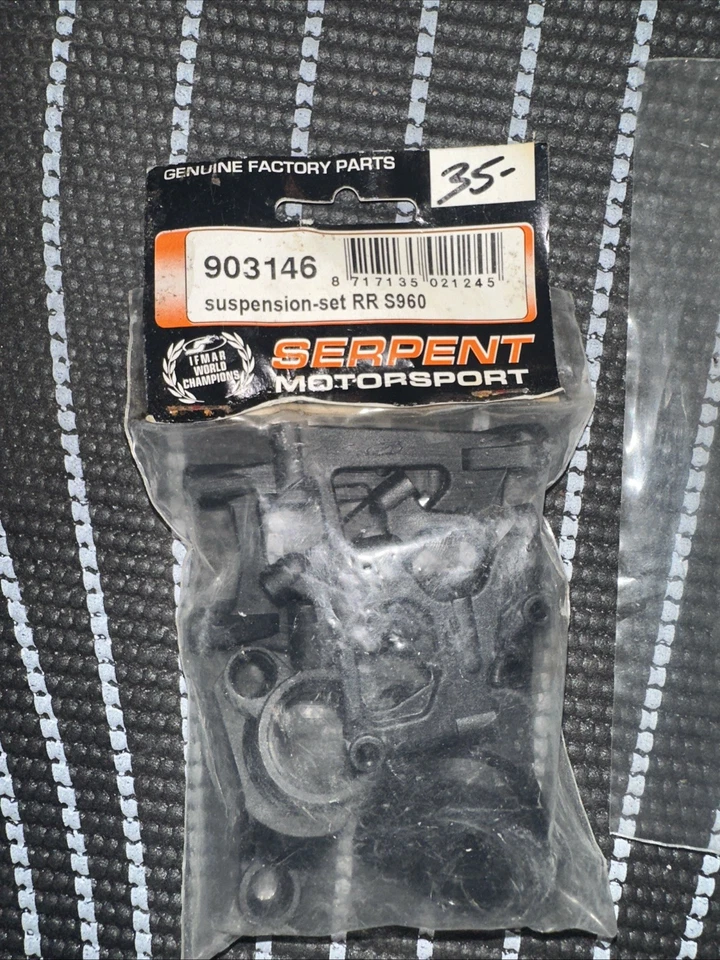 GENUINE FACTORY PARTS
35-
903146
8 717135 021245
suspension-set RR S960
IFMAR
WORLD
CHAMPIONS
SERPENT
MOTORSPORT